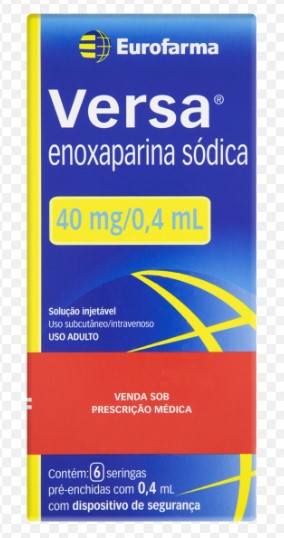 Eurofarma
Versa®
enoxaparina sódica
40 mg/0,4 mL
Solução injetável
Uso subcutâneo/intravenoso
USO ADULTO
VENDA SOB
PRESCRIÇÃO MÉDICA
Contém: 6 seringas
pré-enchidas com 0,4 mL
com dispositivo de segurança